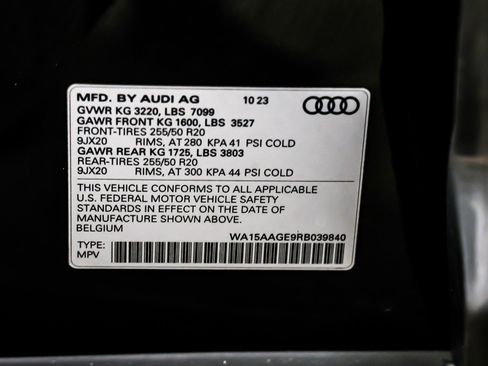 MFD. BY AUDI AG 10 23
GVWR KG 3220, LBS 7099
GAWR FRONT KG 1600, LBS 3527
FRONT-TIRES 255/50 R20
9JX20 RIMS, AT 280 KPA 41 PSI COLD
GAWR REAR KG 1725, LBS 3803
REAR-TIRES 255/50 R20
9JX20 RIMS, AT 300 KPA 44 PSI COLD
THIS VEHICLE CONFORMS TO ALL APPLICABLE
U.S. FEDERAL MOTOR VEHICLE SAFETY
STANDARDS IN EFFECT ON THE DATE OF
MANUFACTURE SHOWN ABOVE.
BELGIUM
WA15AAGE9RB039840
TYPE:
MPV